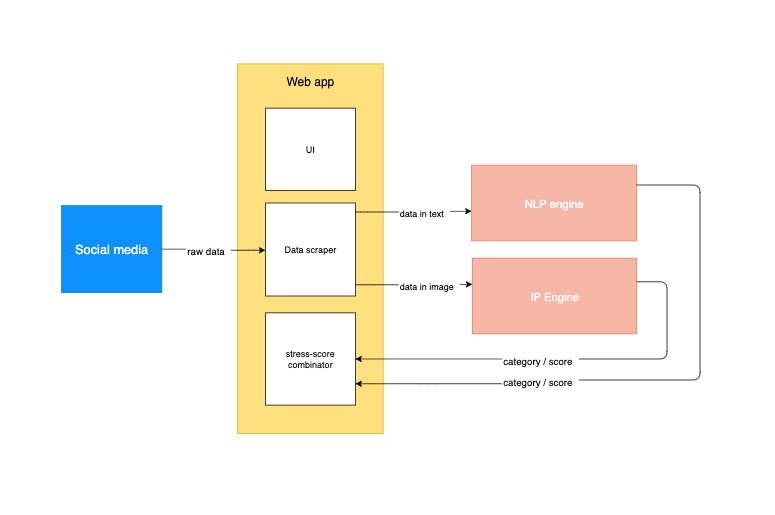 Web app
UI
Social media
raw data
Data scraper
data in text
data in image
NLP engine
IP Engine
stress-score
combinator
category / score
category / score